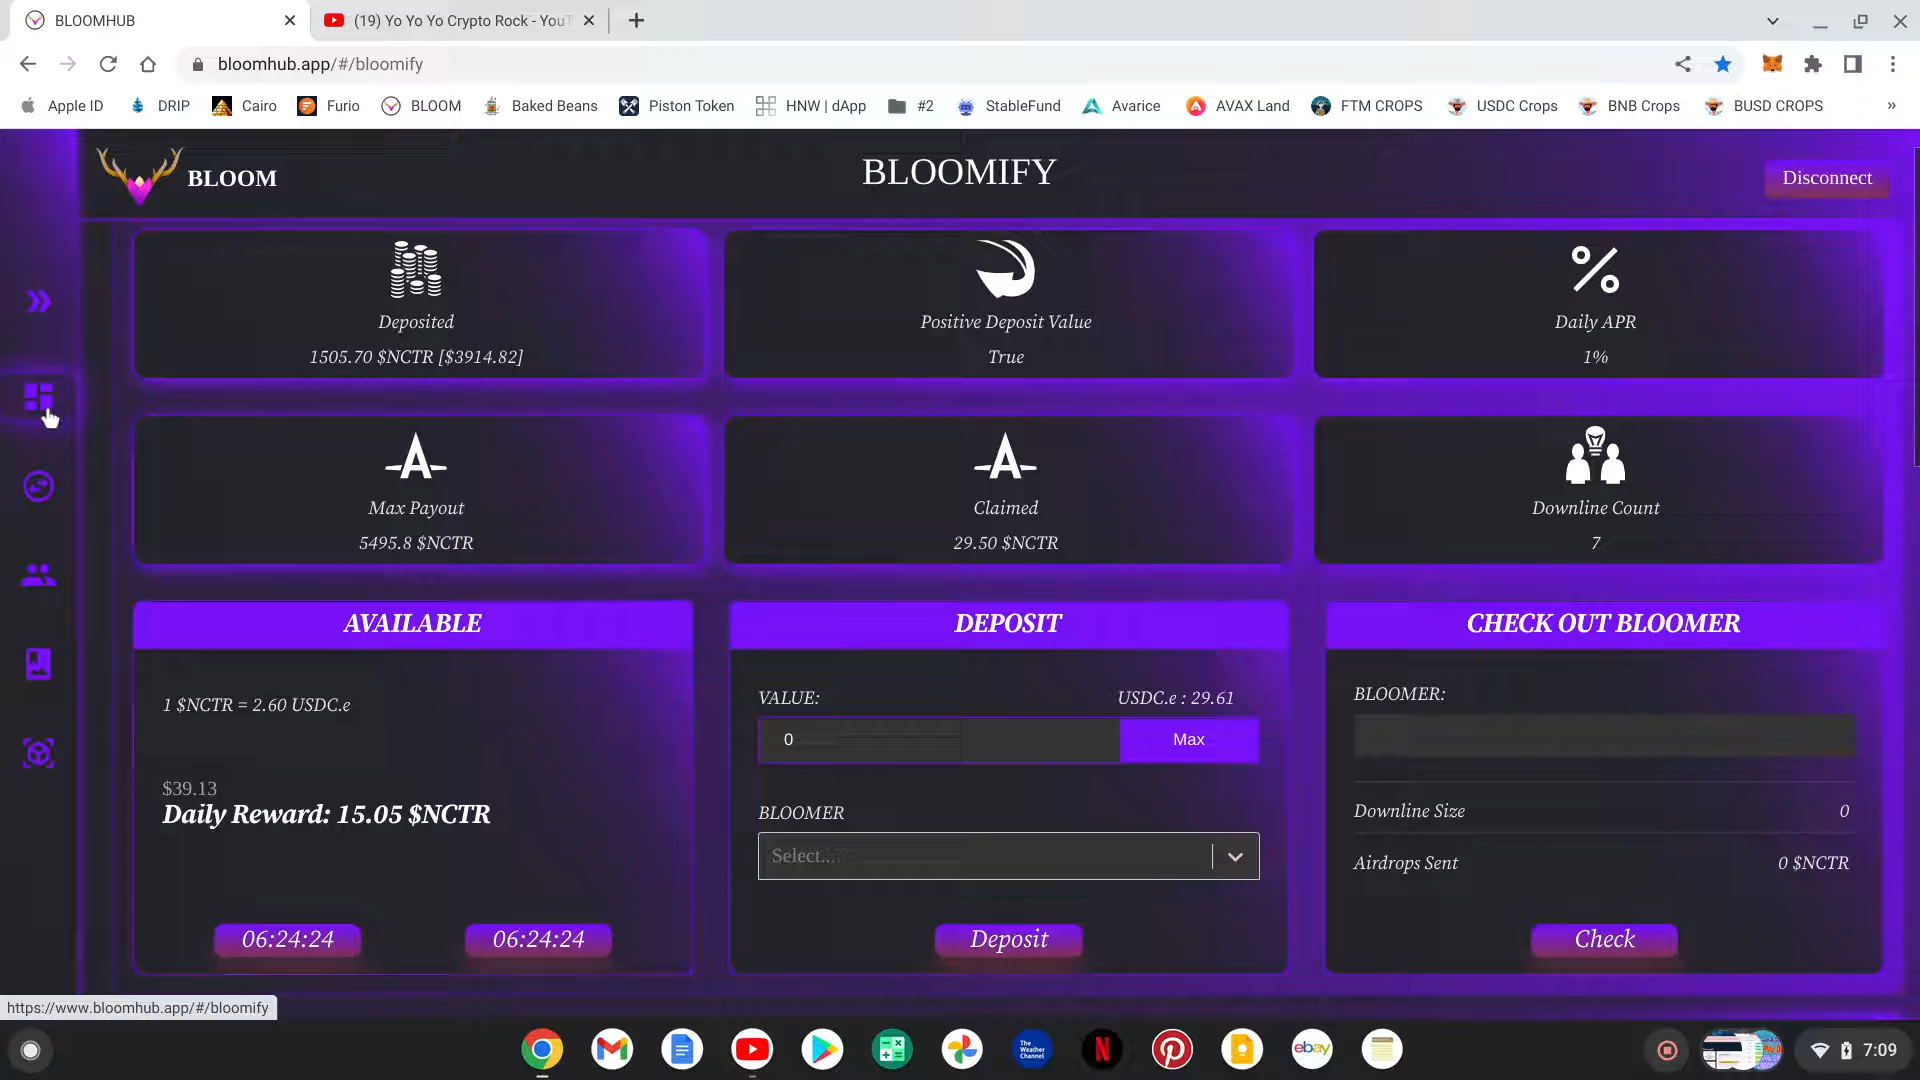 BLOOMHUB
(19) Yo Yo Yo Crypto Rock - YouT
bloomhub.app/#/bloomify
Apple ID DRIP Cairo Furio BLOOM Baked Beans Piston Token HNW | dApp #2 StableFund Avarice AVAX Land FTM CROPS USDC Crops BNB Crops BUSD CROPS »
BLOOM
BLOOMIFY
Disconnect
Deposited
1505.70 $NCTR [$3914.82]
Positive Deposit Value
True
Daily APR
1%
Max Payout
5495.8 $NCTR
Claimed
29.50 $NCTR
Downline Count
7
AVAILABLE
1 $NCTR = 2.60 USDC.e
$39.13
Daily Reward: 15.05 $NCTR
06:24:24 06:24:24
DEPOSIT
VALUE: USDC.e : 29.61
0 Max
BLOOMER
Select...
Deposit
CHECK OUT BLOOMER
BLOOMER:
Downline Size 0
Airdrops Sent 0 $NCTR
Check
https://www.bloomhub.app/#/bloomify
The Weather Channel
N
ebay
7:09